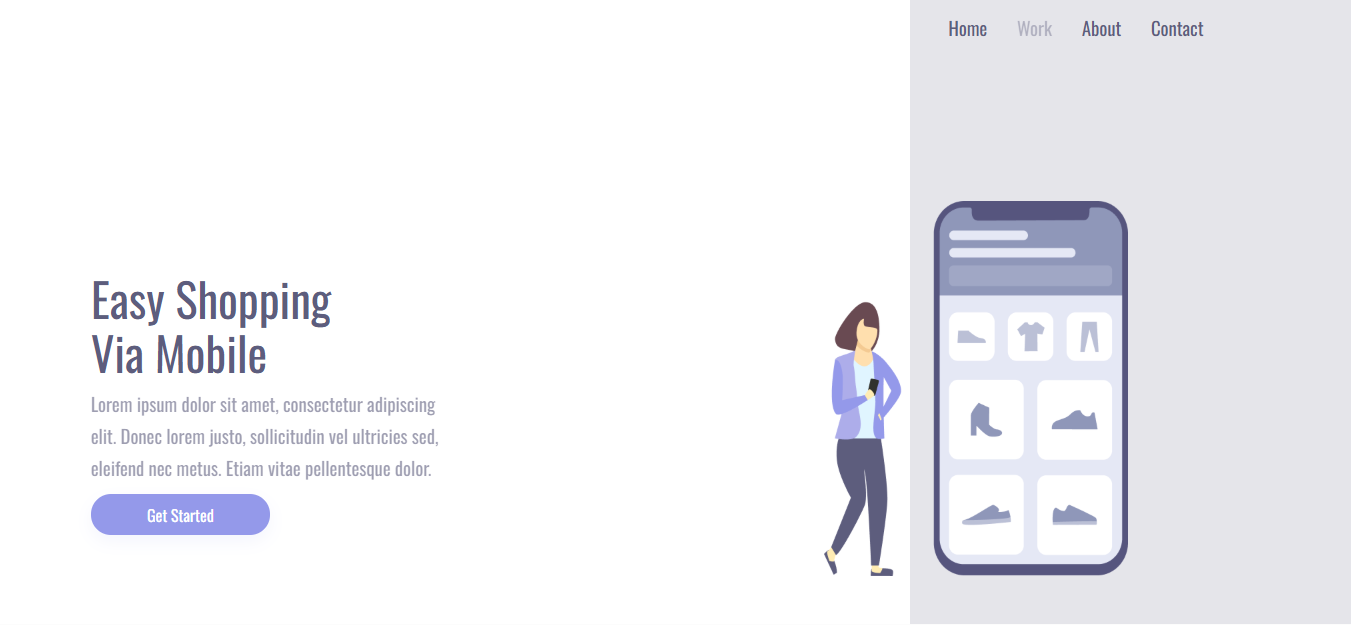 Home Work About Contact
Easy Shopping
Via Mobile
Lorem ipsum dolor sit amet, consectetur adipiscing
elit. Donec lorem justo, sollicitudin vel ultricies sed,
eleifend nec metus. Etiam vitae pellentesque dolor.
Get Started